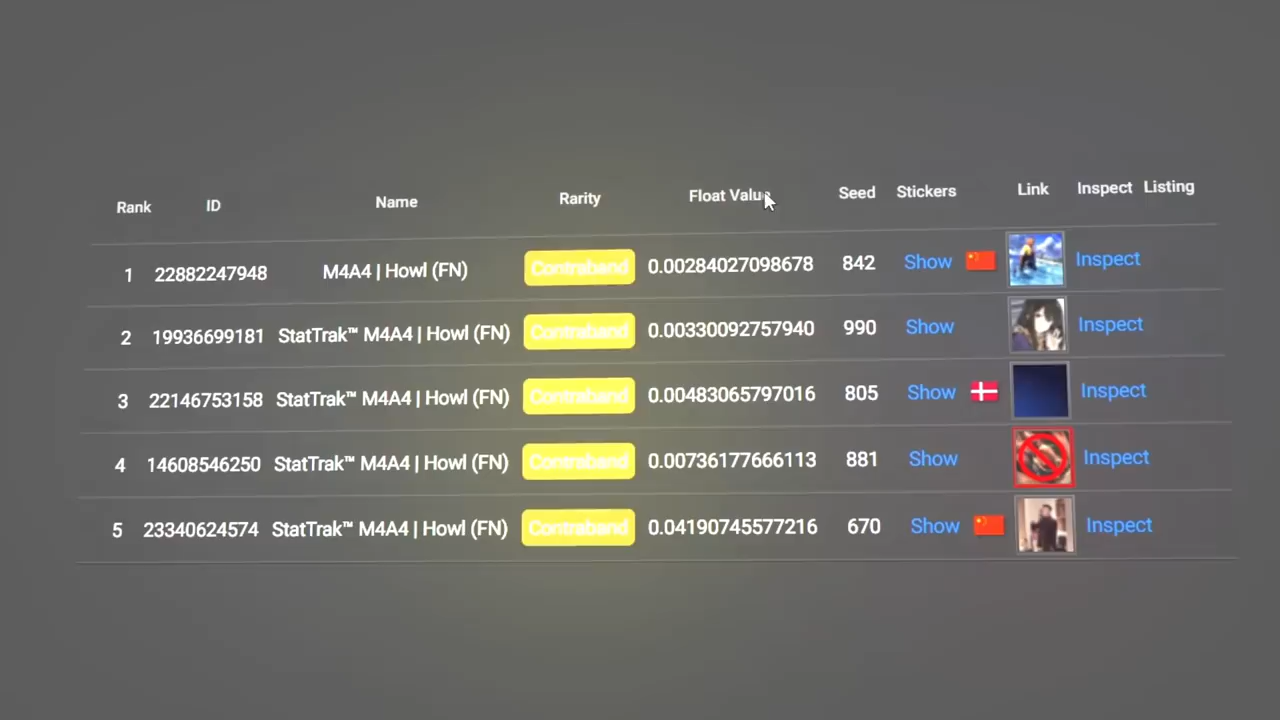 Rank ID Name Rarity Float Value Seed Stickers Link Inspect Listing
1 22882247948 M4A4 | Howl (FN) Contraband 0.00284027098678 842 Show Inspect
2 19936699181 StatTrak™ M4A4 | Howl (FN) Contraband 0.00330092757940 990 Show Inspect
3 22146753158 StatTrak™ M4A4 | Howl (FN) Contraband 0.00483065797016 805 Show Inspect
4 14608546250 StatTrak™ M4A4 | Howl (FN) Contraband 0.00736177666113 881 Show Inspect
5 23340624574 StatTrak™ M4A4 | Howl (FN) Contraband 0.04190745577216 670 Show Inspect